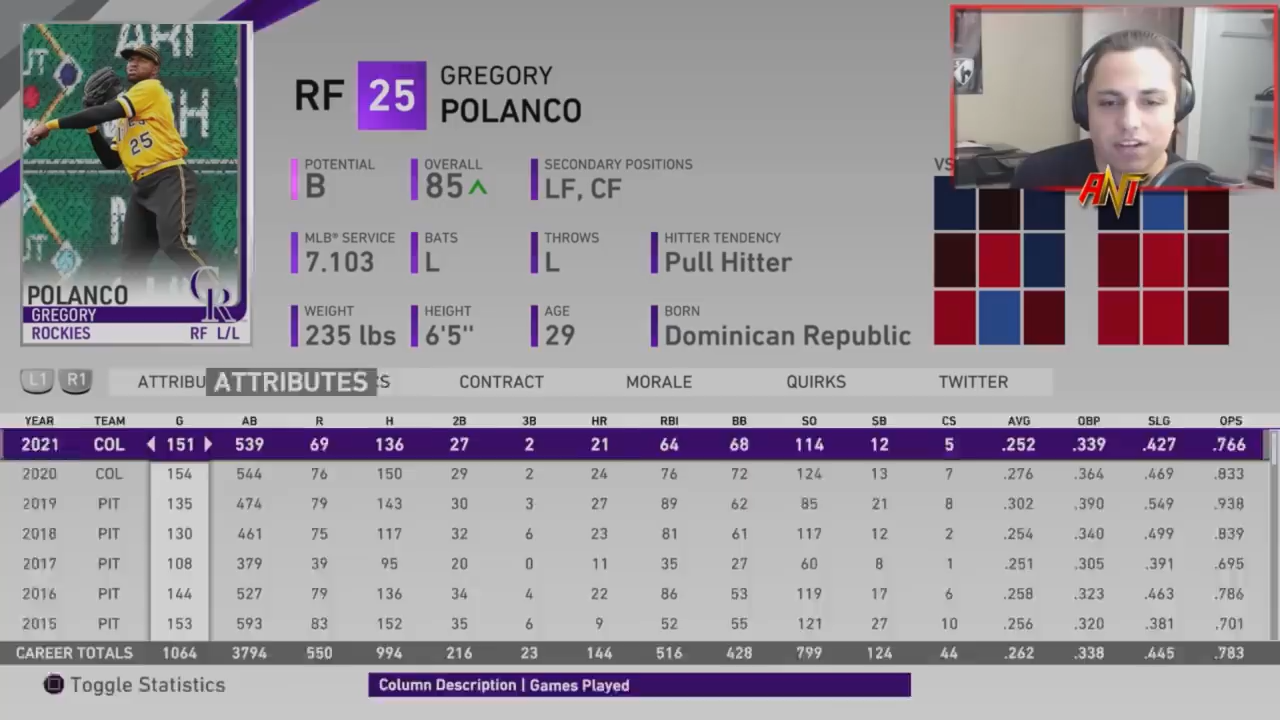 RF 25 GREGORY
POLANCO
POTENTIAL OVERALL SECONDARY POSITIONS
B 85 LF, CF
VS
ANT
MLB® SERVICE BATS THROWS HITTER TENDENCY
7.103 L L Pull Hitter
WEIGHT HEIGHT AGE BORN
235 lbs 6'5" 29 Dominican Republic
25
CR
POLANCO
GREGORY
ROCKIES RF L/L
L1 R1 ATTRIBU ATTRIBUTES CS CONTRACT MORALE QUIRKS TWITTER
YEAR TEAM G AB R H 2B 3B HR RBI BB SO SB CS AVG OBP SLG OPS
2021 COL 151 539 69 136 27 2 21 64 68 114 12 5 .252 .339 .427 .766
2020 COL 154 544 76 150 29 2 24 76 72 124 13 7 .276 .364 .469 .833
2019 PIT 135 474 79 143 30 3 27 89 62 85 21 8 .302 .390 .549 .938
2018 PIT 130 461 75 117 32 6 23 81 61 117 12 2 .254 .340 .499 .839
2017 PIT 108 379 39 95 20 0 11 35 27 60 8 1 .251 .305 .391 .695
2016 PIT 144 527 79 136 34 4 22 86 53 119 17 6 .258 .323 .463 .786
2015 PIT 153 593 83 152 35 6 9 52 55 121 27 10 .256 .320 .381 .701
CAREER TOTALS 1064 3794 550 994 216 23 144 516 428 799 124 44 .262 .338 .445 .783
Toggle Statistics
Column Description | Games Played